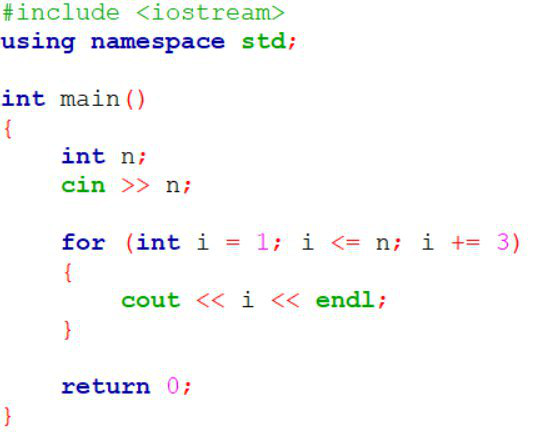 #include <iostream>
using namespace std;
int main()
{
int n;
cin >> n;
for (int i = 1; i <= n; i += 3)
{
cout << i << endl;
}
return 0;
}